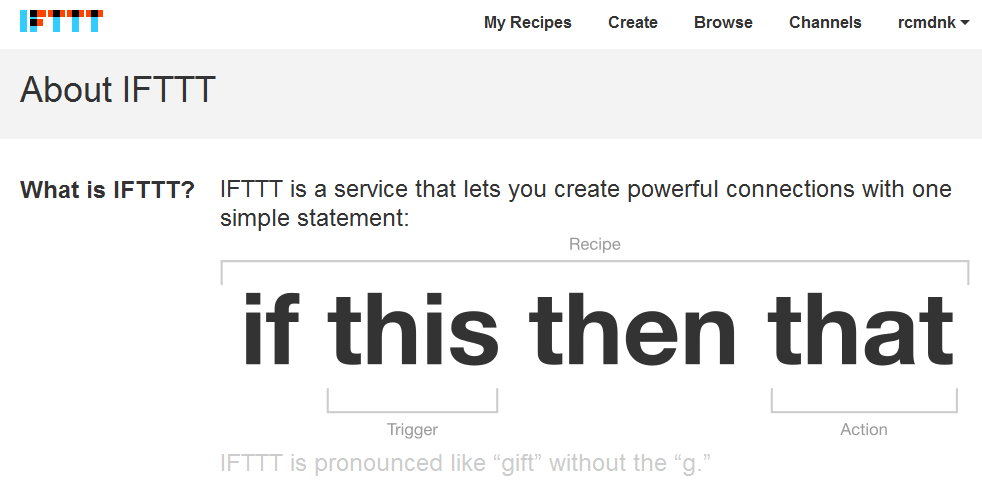 IFTTT
My Recipes Create Browse Channels rcmdnk
About IFTTT
What is IFTTT?
IFTTT is a service that lets you create powerful connections with one
simple statement:
Recipe
if this then that
Trigger Action
IFTTT is pronounced like “gift” without the “g.”